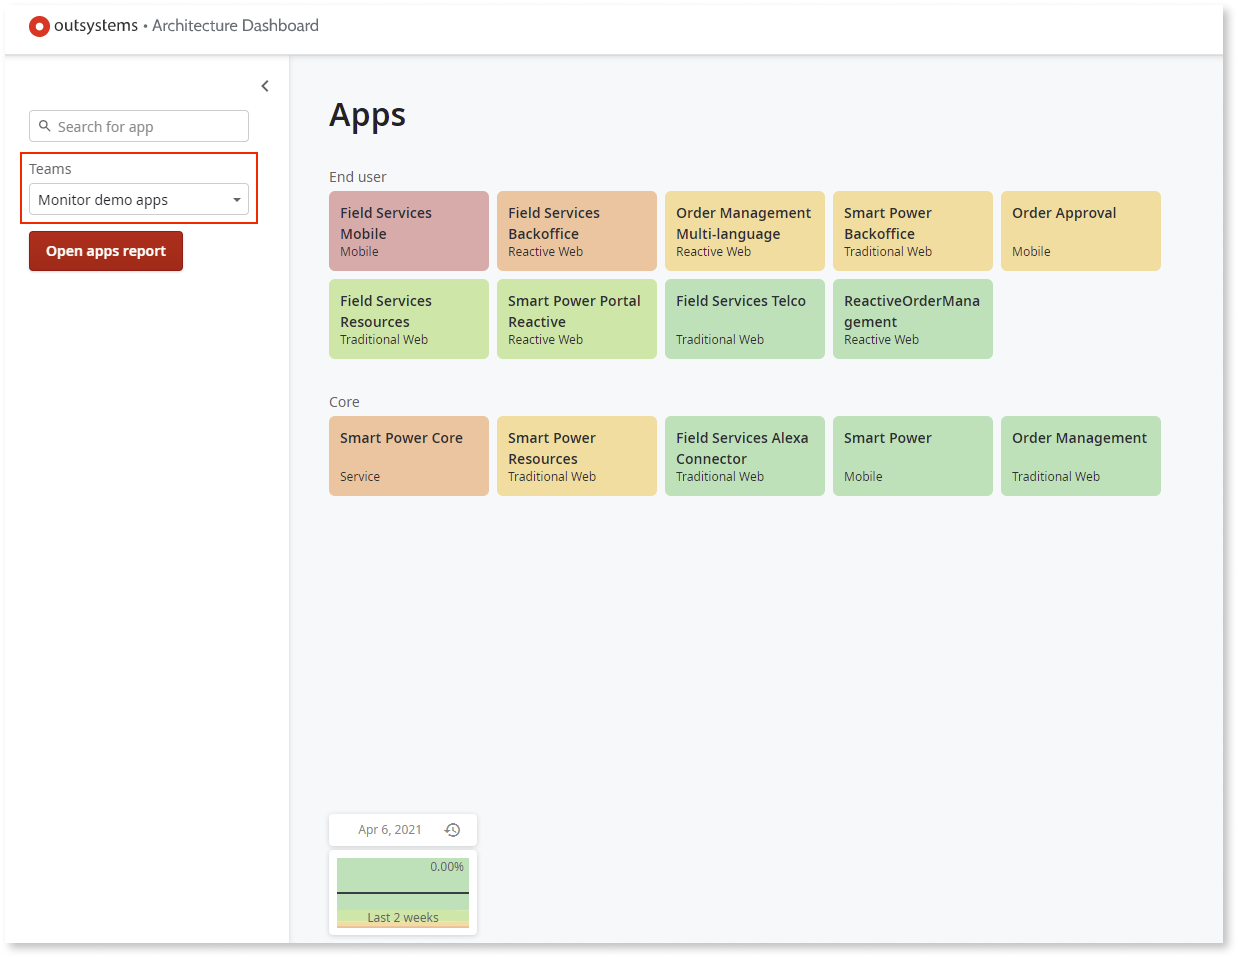 outsystems • Architecture Dashboard
Search for app
Teams
Monitor demo apps
Open apps report
Apps
End user
Field Services
Mobile
Mobile
Field Services
Backoffice
Reactive Web
Order Management
Multi-language
Reactive Web
Smart Power
Backoffice
Traditional Web
Order Approval
Mobile
Field Services
Resources
Traditional Web
Smart Power Portal
Reactive
Reactive Web
Field Services Telco
Traditional Web
ReactiveOrderMana
gement
Reactive Web
Core
Smart Power Core
Service
Smart Power
Resources
Traditional Web
Field Services Alexa
Connector
Traditional Web
Smart Power
Mobile
Order Management
Traditional Web
Apr 6, 2021
0.00%
Last 2 weeks